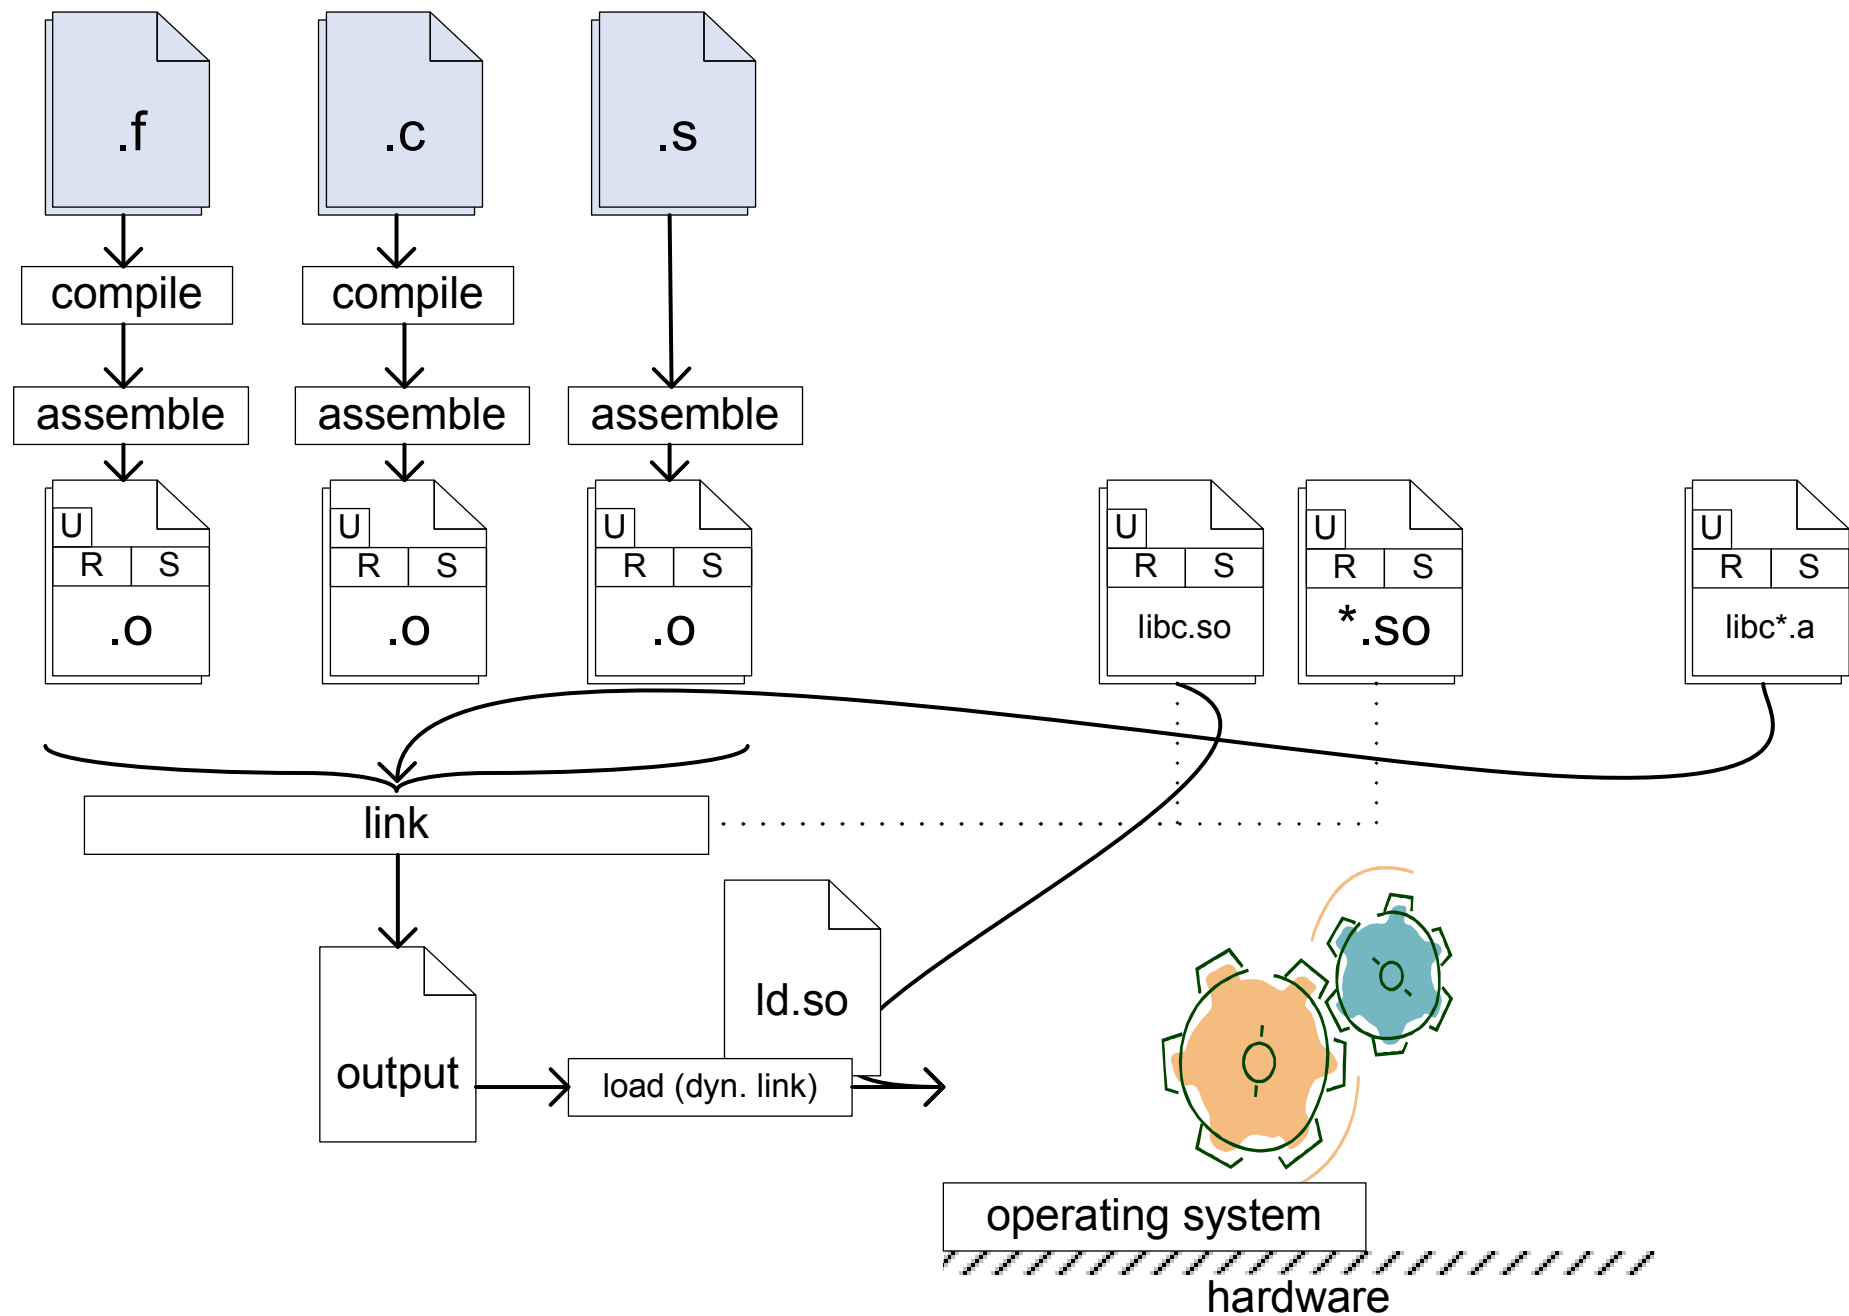 .f
.c
.s
compile
compile
assemble
assemble
assemble
U
R S
.o
U
R S
.o
U
R S
.o
U
R S
libc.so
U
R S
*.so
U
R S
libc*.a
link
ld.so
output
load (dyn. link)
operating system
hardware